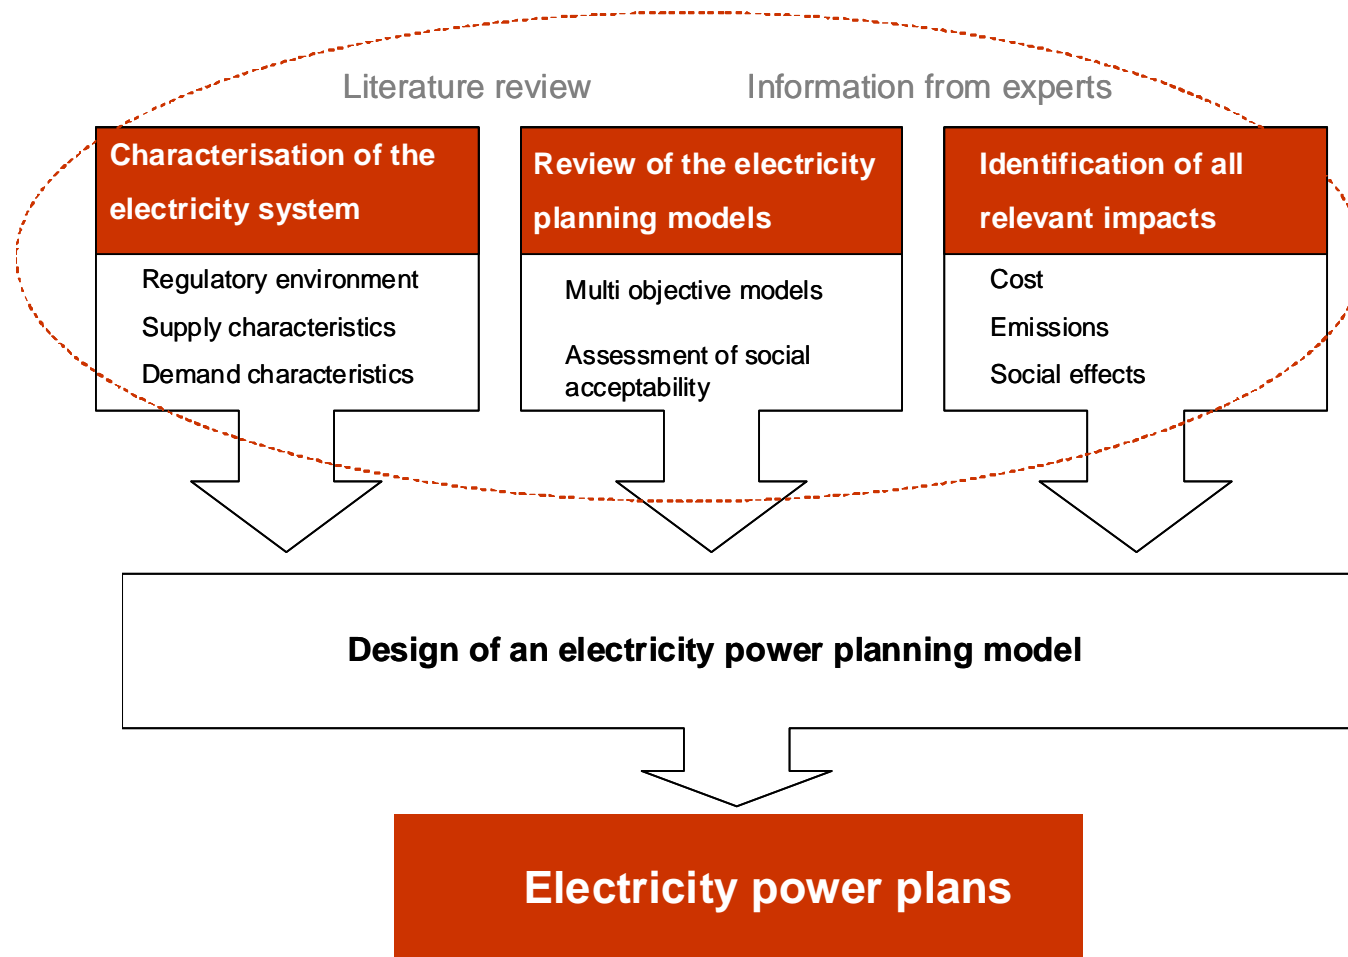 Literature review
Information from experts
Characterisation of the
electricity system
Regulatory environment
Supply characteristics
Demand characteristics
Review of the electricity
planning models
Multi objective models
Assessment of social
acceptability
Identification of all
relevant impacts
Cost
Emissions
Social effects
Design of an electricity power planning model
Electricity power plans